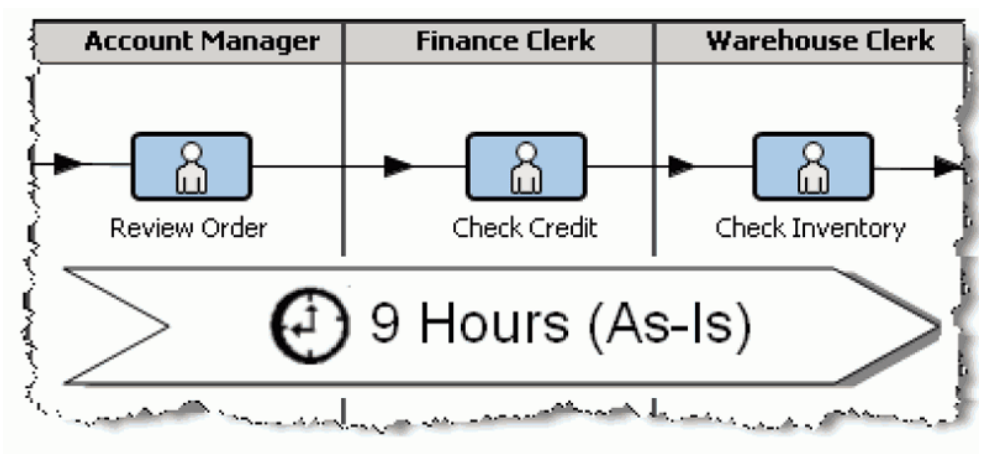 Account Manager
Finance Clerk
Warehouse Clerk
Review Order
Check Credit
Check Inventory
9 Hours (As-Is)